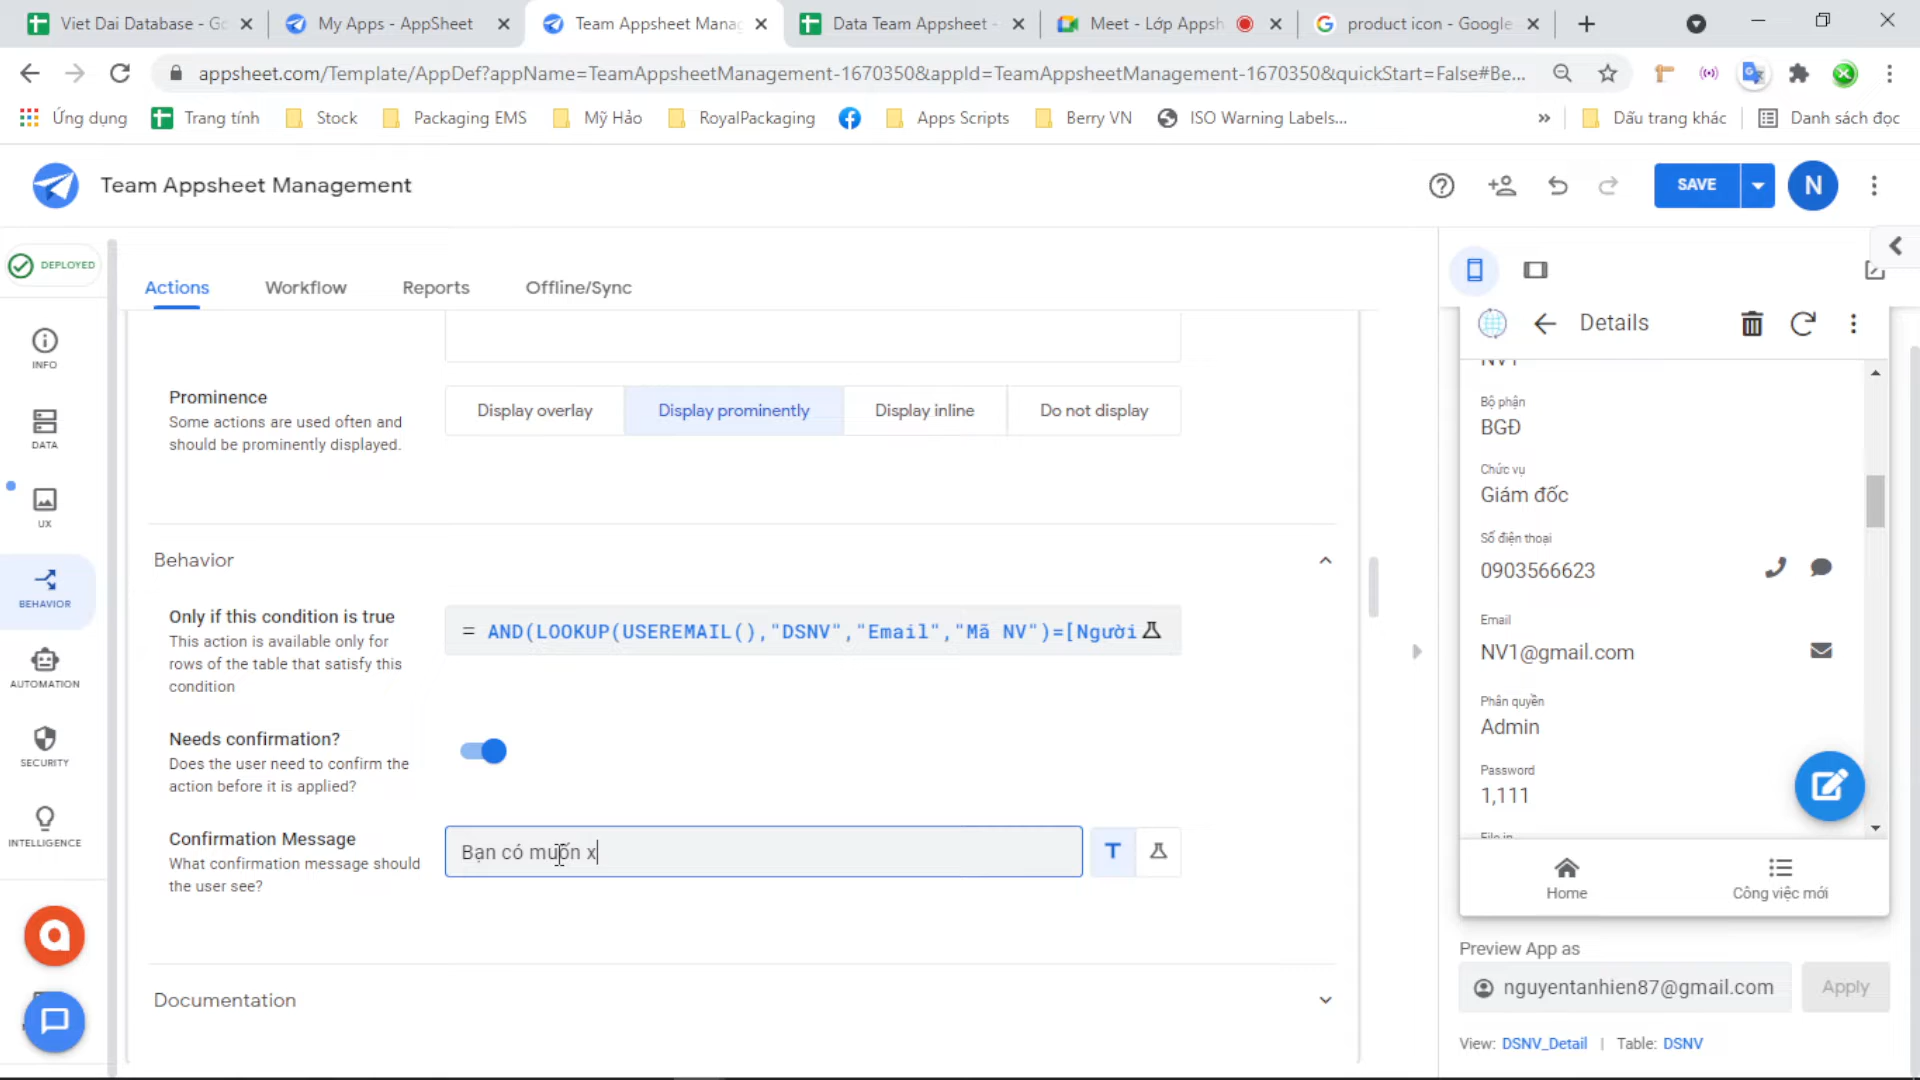 Viet Dai Database - Go
My Apps - AppSheet
Team Appsheet Manag
Data Team Appsheet -
Meet - Lớp Appsh
product icon - Google
appsheet.com/Template/AppDef?appName=TeamAppsheetManagement-1670350&appId=TeamAppsheetManagement-1670350&quickStart=False#Be...
Ứng dụng
Trang tính
Stock
Packaging EMS
Mỹ Hảo
RoyalPackaging
Apps Scripts
Berry VN
ISO Warning Labels...
»
Dấu trang khác
Danh sách đọc
Team Appsheet Management
SAVE
N
DEPLOYED
INFO
DATA
UX
BEHAVIOR
AUTOMATION
SECURITY
INTELLIGENCE
Actions
Workflow
Reports
Offline/Sync
Prominence
Some actions are used often and
should be prominently displayed.
Display overlay
Display prominently
Display inline
Do not display
Behavior
Only if this condition is true
This action is available only for
rows of the table that satisfy this
condition
= AND(LOOKUP(USEREMAIL(),"DSNV","Email","Mã NV")=[Người
Needs confirmation?
Does the user need to confirm the
action before it is applied?
Confirmation Message
What confirmation message should
the user see?
Bạn có muốn x
T
Documentation
Details
NV1
Bộ phận
BGĐ
Chức vụ
Giám đốc
Số điện thoại
0903566623
Email
NV1@gmail.com
Phân quyền
Admin
Password
1,111
File in
Home
Công việc mới
Preview App as
nguyentanhien87@gmail.com
Apply
View: DSNV_Detail | Table: DSNV